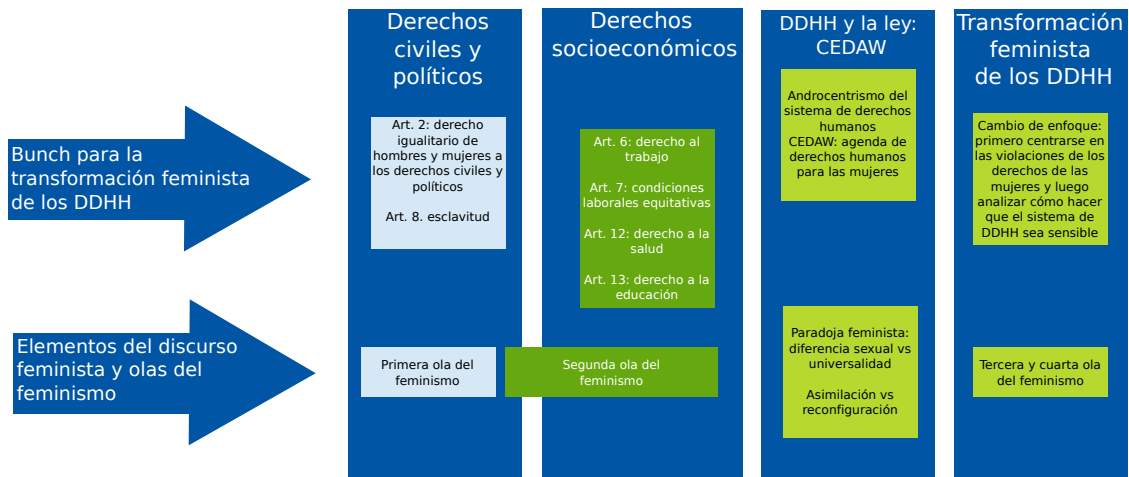 Derechos
civiles y
políticos
Derechos
socioeconómicos
DDHH y la ley:
CEDAW
Transformación
feminista
de los DDHH
Bunch para la
transformación feminista
de los DDHH
Art. 2: derecho
igualitario de
hombres y mujeres a
los derechos civiles y
políticos
Art. 8. esclavitud
Art. 6: derecho al
trabajo
Art. 7: condiciones
laborales equitativas
Art. 12: derecho a la
salud
Art. 13: derecho a la
educación
Androcentrismo del
sistema de derechos
humanos
CEDAW: agenda de
derechos humanos
para las mujeres
Cambio de enfoque:
primero centrarse en
las violaciones de los
derechos de las
mujeres y luego
analizar cómo hacer
que el sistema de
DDHH sea sensible
Elementos del discurso
feminista y olas del
feminismo
Primera ola del
feminismo
Segunda ola del
feminismo
Paradoja feminista:
diferencia sexual vs
universalidad
Asimilación vs
reconfiguración
Tercera y cuarta ola
del feminismo